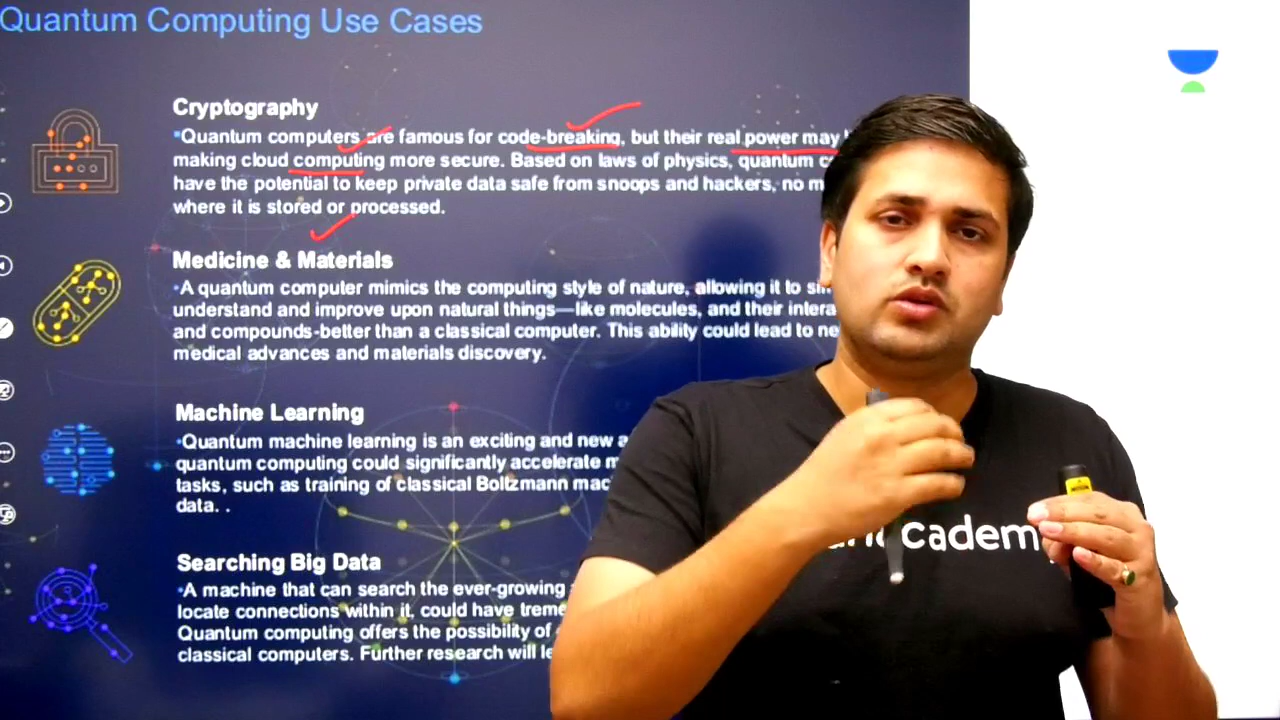 Quantum Computing Use Cases
Cryptography
Quantum computers are famous for code-breaking, but their real power may
making cloud computing more secure. Based on laws of physics, quantum
have the potential to keep private data safe from snoops and hackers, no
where it is stored or processed.
Medicine & Materials
A quantum computer mimics the computing style of nature, allowing it to
understand and improve upon natural things—like molecules, and their
and compounds-better than a classical computer. This ability could lead to
medical advances and materials discovery.
Machine Learning
Quantum machine learning is an exciting and new
quantum computing could significantly accelerate
tasks, such as training of classical Boltzmann
data. .
Searching Big Data
A machine that can search the ever-growing
locate connections within it, could have
Quantum computing offers the possibility of
classical computers. Further research will